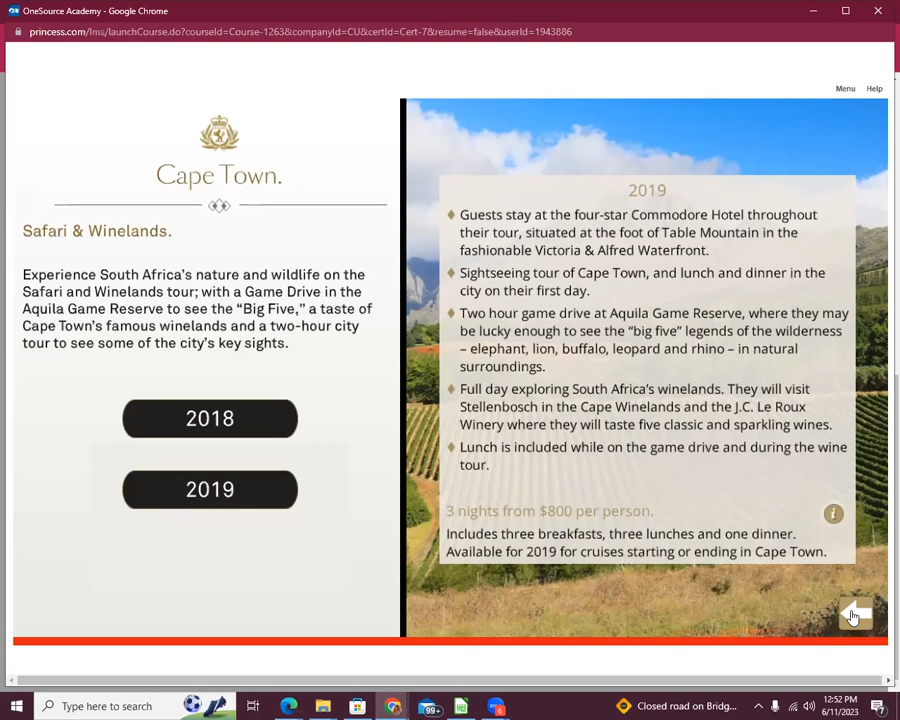 OneSource Academy - Google Chrome
princess.com/lms/launchCourse.do?courseId=Course-1263&companyId=CU&certId=Cert-7&resume=false&userId=1943886
Menu Help
Cape Town.
Safari & Winelands.
Experience South Africa's nature and wildlife on the
Safari and Winelands tour; with a Game Drive in the
Aquila Game Reserve to see the "Big Five," a taste of
Cape Town's famous winelands and a two-hour city
tour to see some of the city's key sights.
2018
2019
2019
Guests stay at the four-star Commodore Hotel throughout
their tour, situated at the foot of Table Mountain in the
fashionable Victoria & Alfred Waterfront.
Sightseeing tour of Cape Town, and lunch and dinner in the
city on their first day.
Two hour game drive at Aquila Game Reserve, where they may
be lucky enough to see the "big five" legends of the wilderness
– elephant, lion, buffalo, leopard and rhino – in natural
surroundings.
Full day exploring South Africa's winelands. They will visit
Stellenbosch in the Cape Winelands and the J.C. Le Roux
Winery where they will taste five classic and sparkling wines.
Lunch is included while on the game drive and during the wine
tour.
3 nights from $800 per person.
i
Includes three breakfasts, three lunches and one dinner.
Available for 2019 for cruises starting or ending in Cape Town.
Type here to search
99+
6
Closed road on Bridg...
12:52 PM
6/11/2023
7